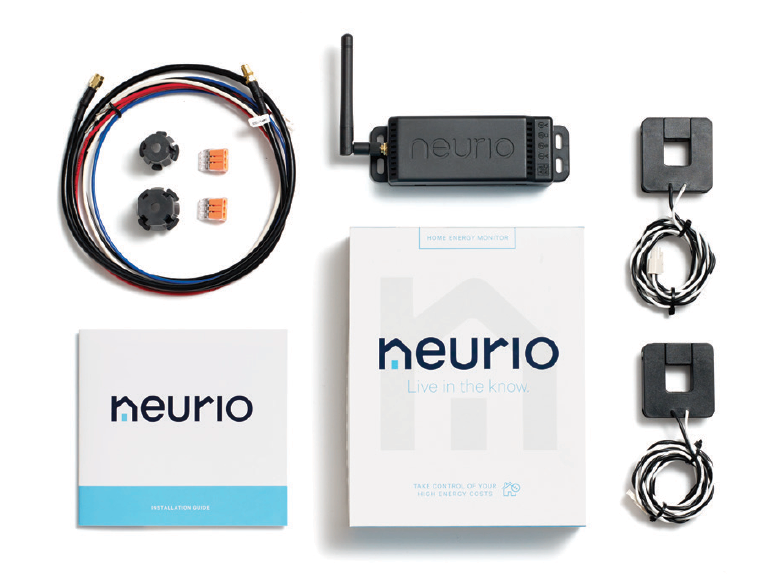 neurio
HOME ENERGY MONITOR
neurio
Live in the know.
TAKE CONTROL OF YOUR
HIGH ENERGY COSTS
neurio
INSTALLATION GUIDE